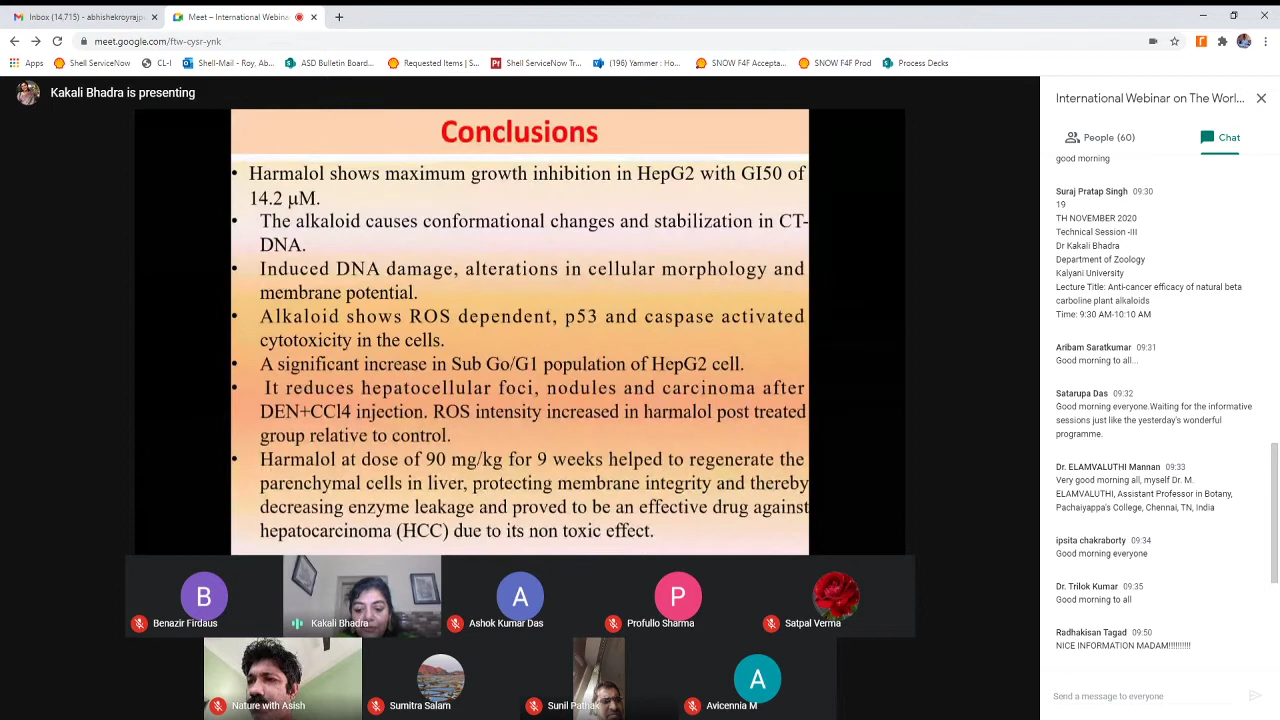 Inbox (14,715) - abhishekroyrajp
Meet – International Webina
meet.google.com/ftw-cysr-ynk
Apps
Shell ServiceNow
CL-I
Shell-Mail - Roy, Ab...
ASD Bulletin Board...
Requested Items | S...
Shell ServiceNow Tr...
(196) Yammer : Ho...
SNOW F4F Accepta...
SNOW F4F Prod
Process Decks
Kakali Bhadra is presenting
Conclusions
• Harmalol shows maximum growth inhibition in HepG2 with GI50 of
14.2 µM.
• The alkaloid causes conformational changes and stabilization in CT-
DNA.
• Induced DNA damage, alterations in cellular morphology and
membrane potential.
• Alkaloid shows ROS dependent, p53 and caspase activated
cytotoxicity in the cells.
• A significant increase in Sub Go/G1 population of HepG2 cell.
• It reduces hepatocellular foci, nodules and carcinoma after
DEN+CCl4 injection. ROS intensity increased in harmalol post treated
group relative to control.
• Harmalol at dose of 90 mg/kg for 9 weeks helped to regenerate the
parenchymal cells in liver, protecting membrane integrity and thereby
decreasing enzyme leakage and proved to be an effective drug against
hepatocarcinoma (HCC) due to its non toxic effect.
B
Benazir Firdaus
Kakali Bhadra
A
Ashok Kumar Das
P
Profullo Sharma
Satpal Verma
Nature with Asish
Sumitra Salam
Sunil Pathak
A
Avicennia M
International Webinar on The Worl...
People (60)
Chat
good morning
Suraj Pratap Singh 09:30
19
TH NOVEMBER 2020
Technical Session -III
Dr Kakali Bhadra
Department of Zoology
Kalyani University
Lecture Title: Anti-cancer efficacy of natural beta
carboline plant alkaloids
Time: 9:30 AM-10:10 AM
Aribam Saratkumar 09:31
Good morning to all...
Satarupa Das 09:32
Good morning everyone.Waiting for the informative
sessions just like the yesterday's wonderful
programme.
Dr. ELAMVALUTHI Mannan 09:33
Very good morning all, myself Dr. M.
ELAMVALUTHI, Assistant Professor in Botany,
Pachaiyappa's College, Chennai, TN, India
ipsita chakraborty 09:34
Good morning everyone
Dr. Trilok Kumar 09:35
Good morning to all
Radhakisan Tagad 09:50
NICE INFORMATION MADAM!!!!!!!!!!
Send a message to everyone